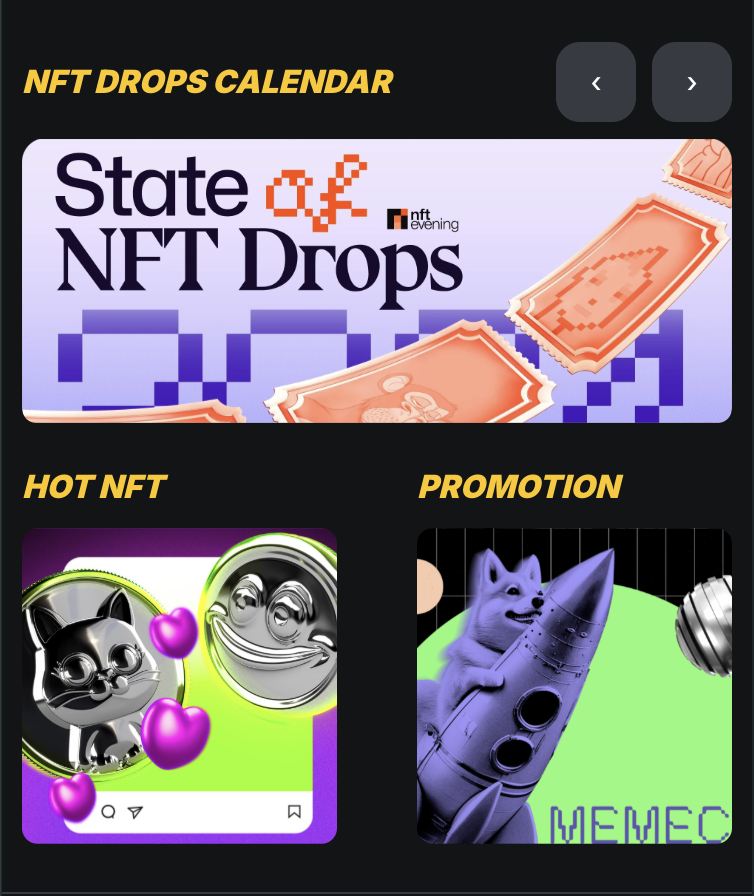 NFT DROPS CALENDAR
‹ ›
State of
nft
evening
NFT Drops
HOT NFT
PROMOTION
MEMEC